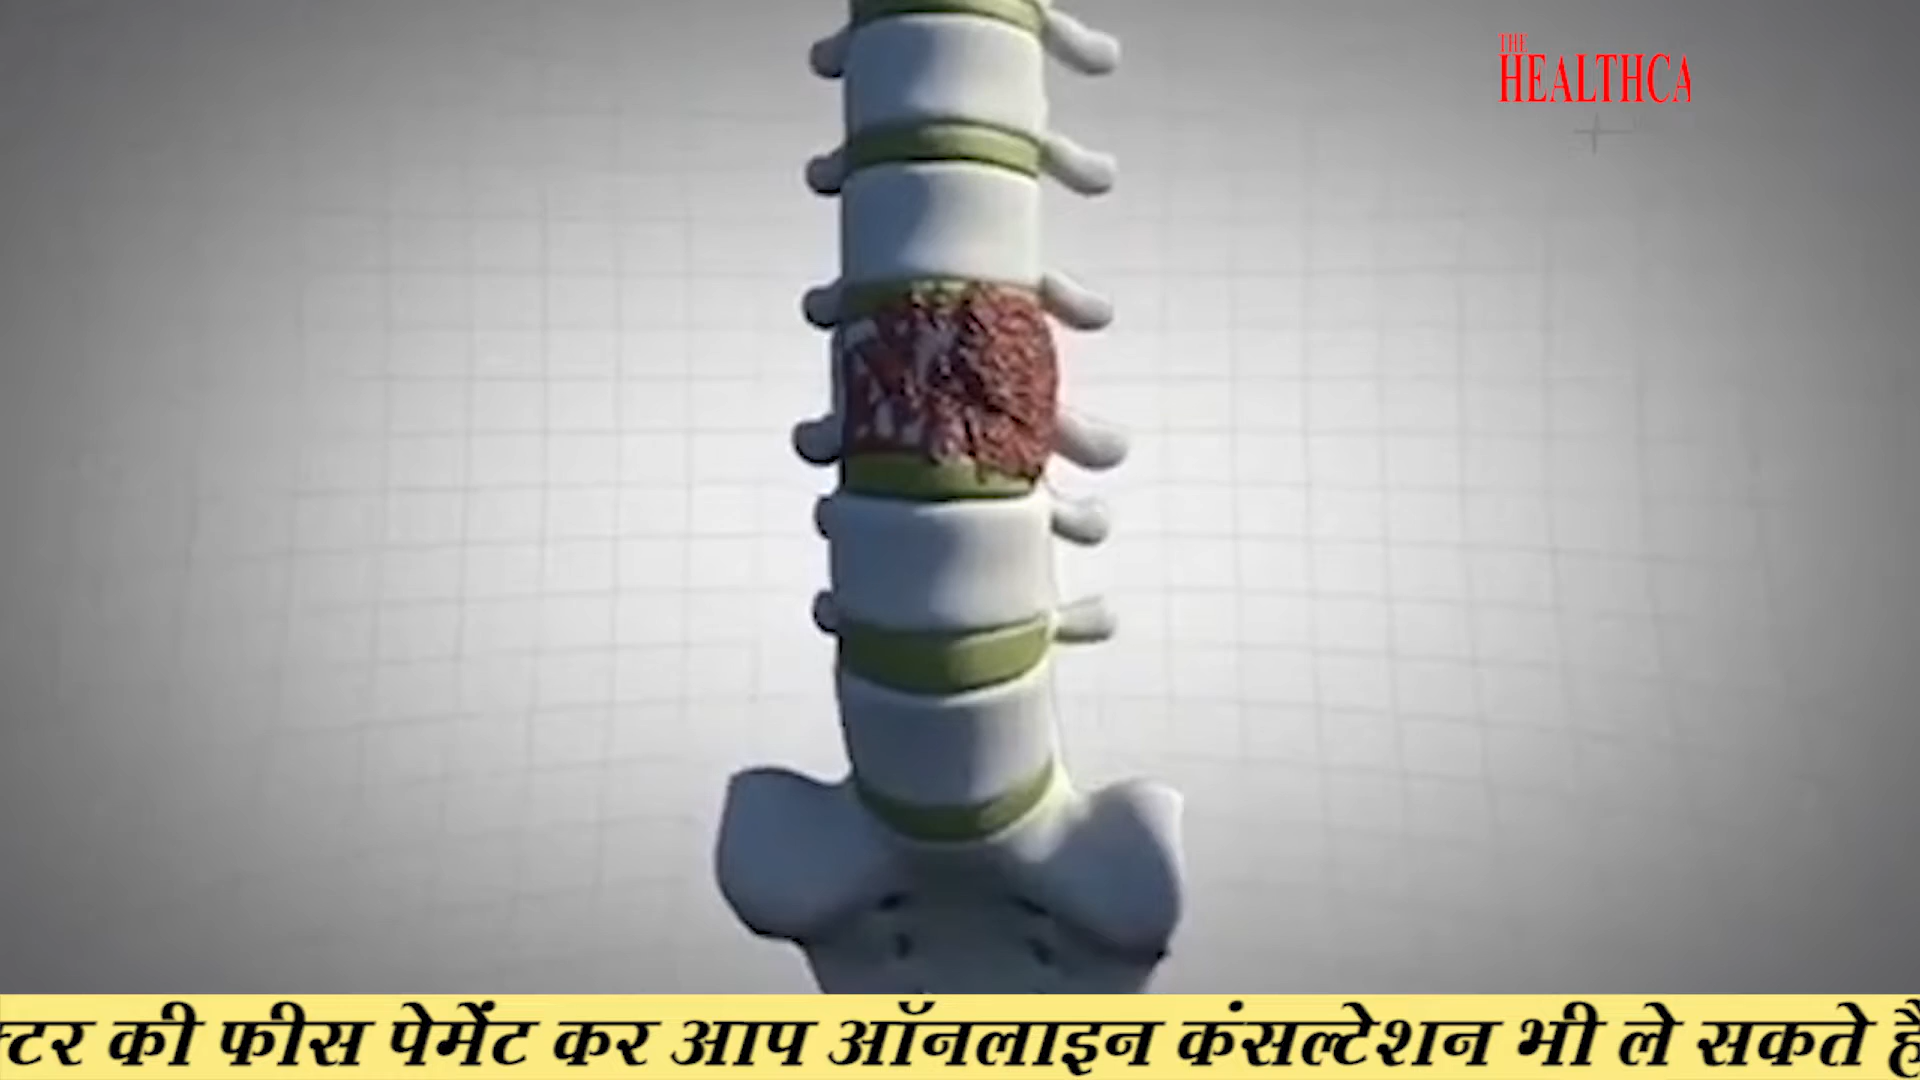 THE
HEALTHCA
क्टर की फीस पेमेंट कर आप ऑनलाइन कंसल्टेशन भी ले सकते हैं